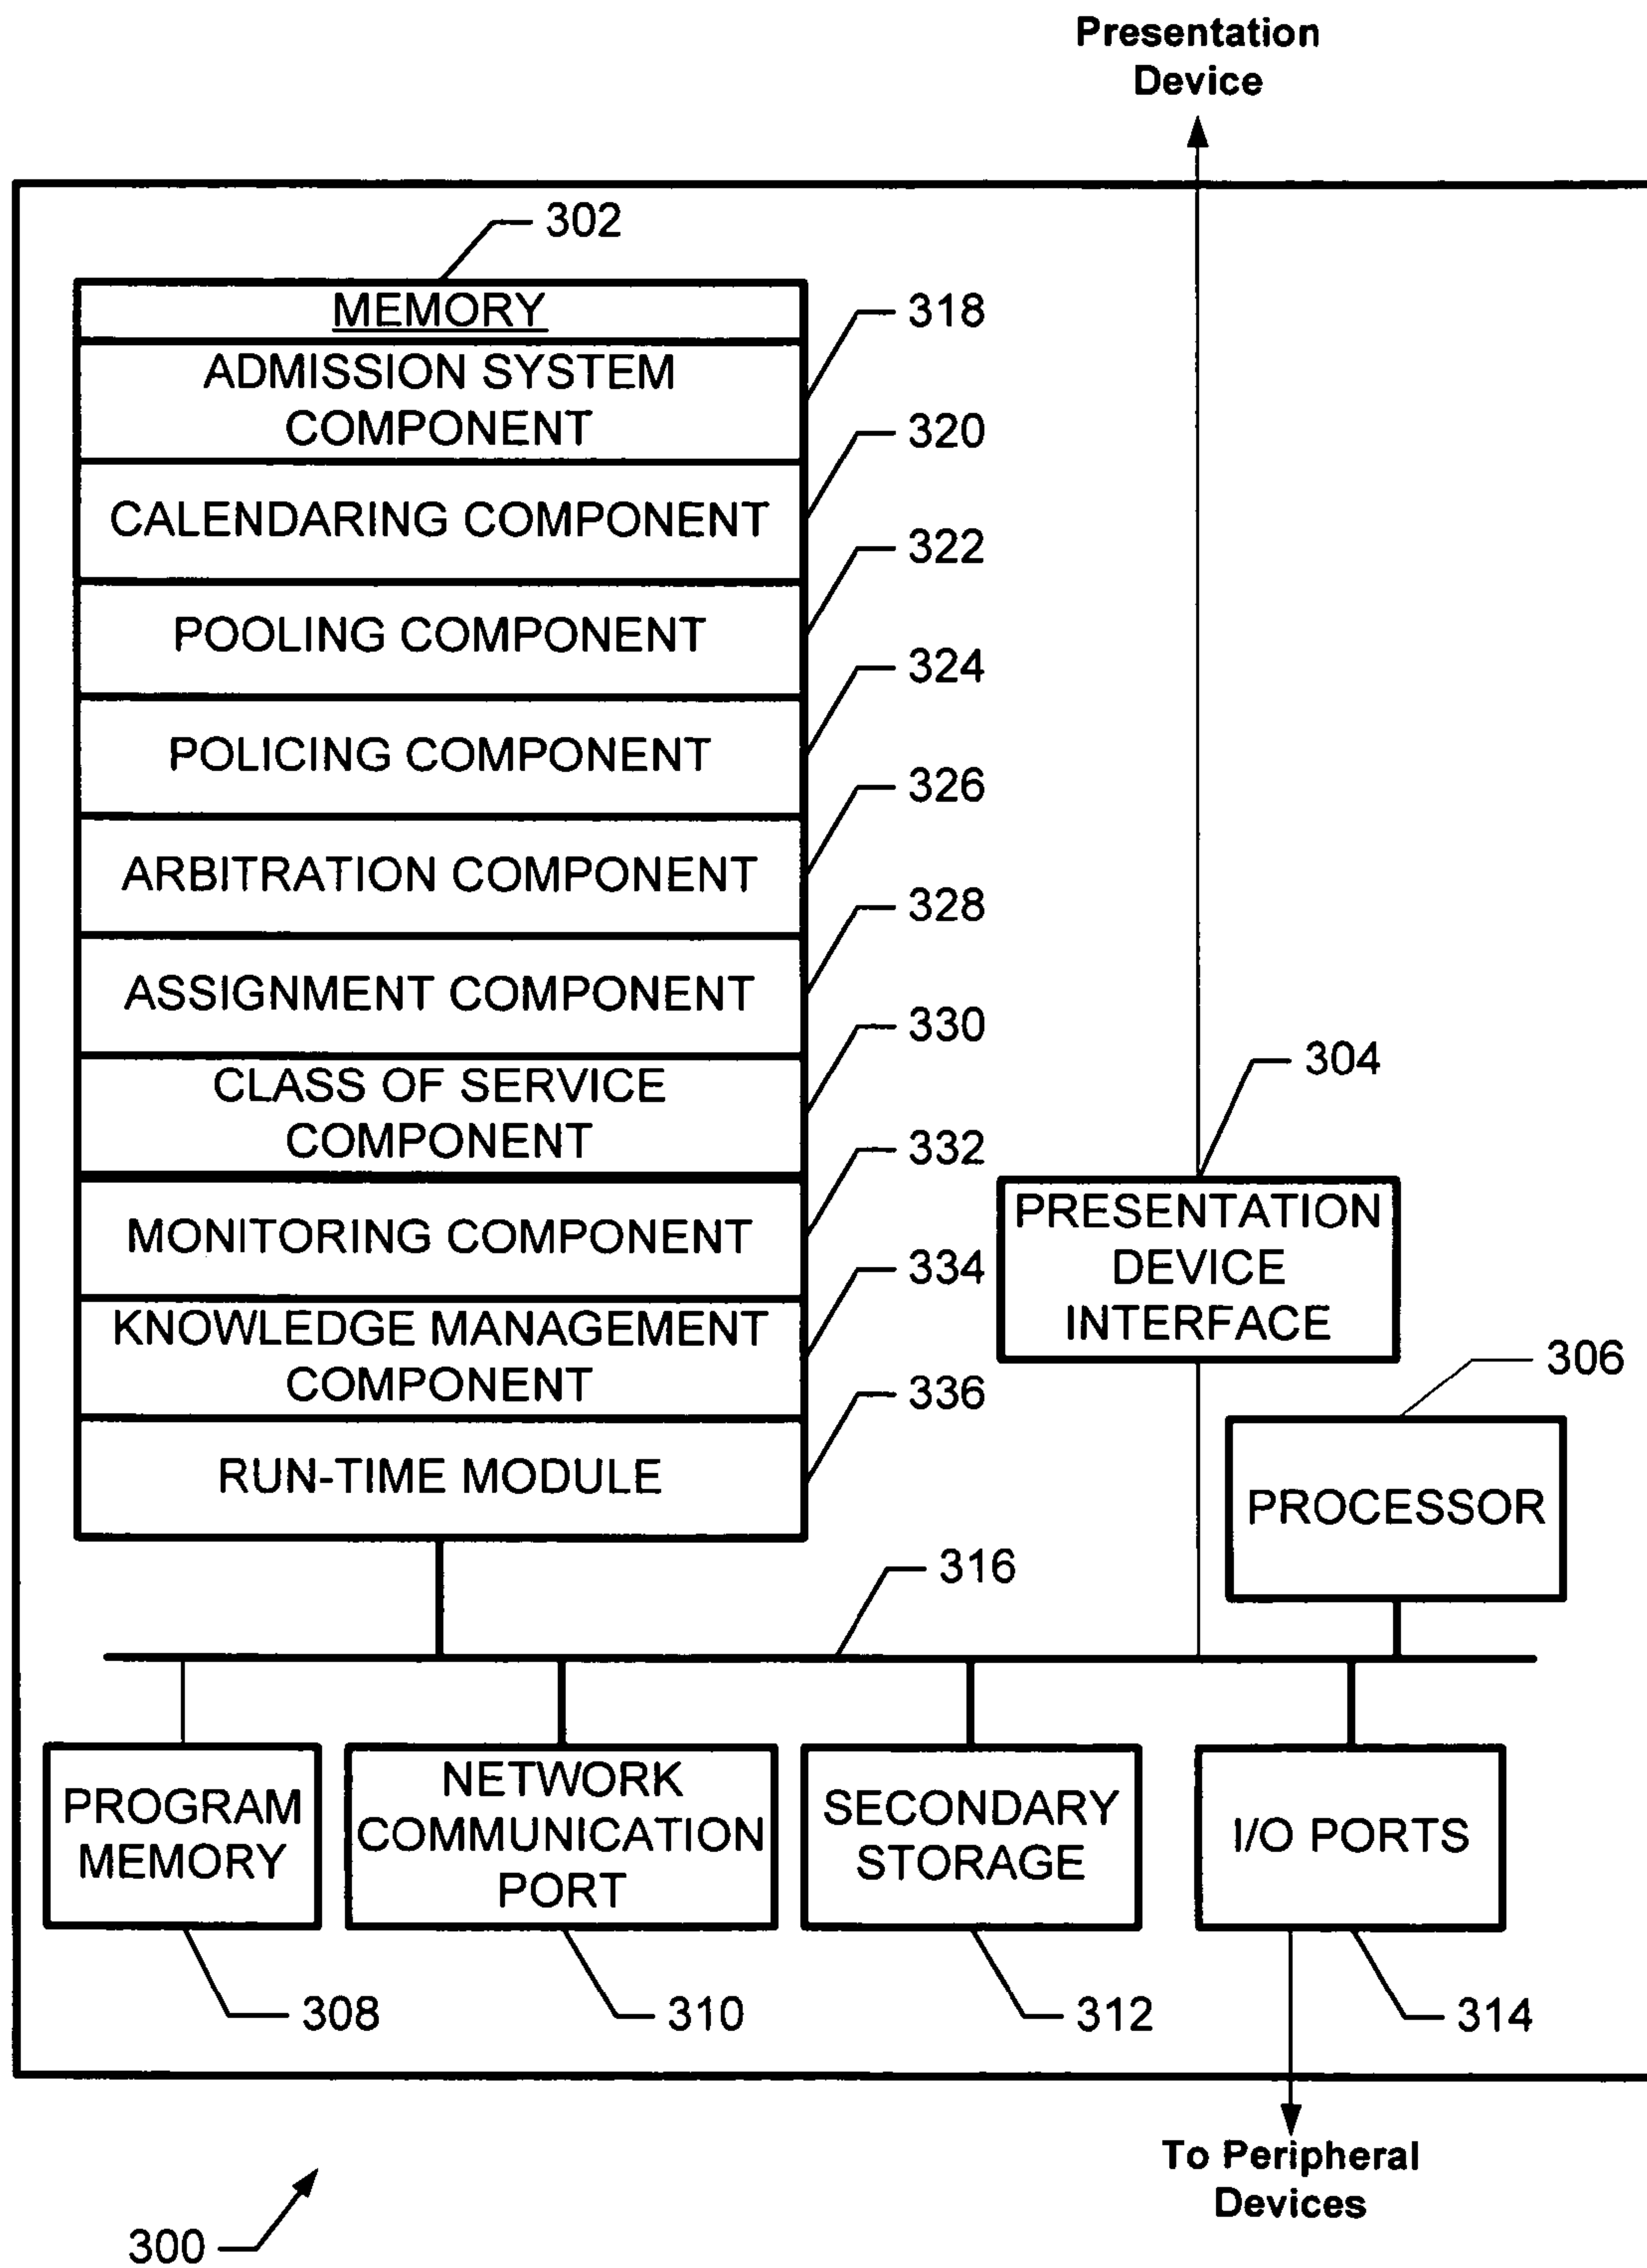 Presentation
Device
302
MEMORY
318
ADMISSION SYSTEM
COMPONENT
320
CALENDARING COMPONENT
322
POOLING COMPONENT
324
POLICING COMPONENT
326
ARBITRATION COMPONENT
328
ASSIGNMENT COMPONENT
330
CLASS OF SERVICE
COMPONENT
332
MONITORING COMPONENT
334
KNOWLEDGE MANAGEMENT
COMPONENT
336
RUN-TIME MODULE
304
PRESENTATION
DEVICE
INTERFACE
306
PROCESSOR
316
PROGRAM
MEMORY
NETWORK
COMMUNICATION
PORT
SECONDARY
STORAGE
I/O PORTS
308
310
312
314
To Peripheral
Devices
300